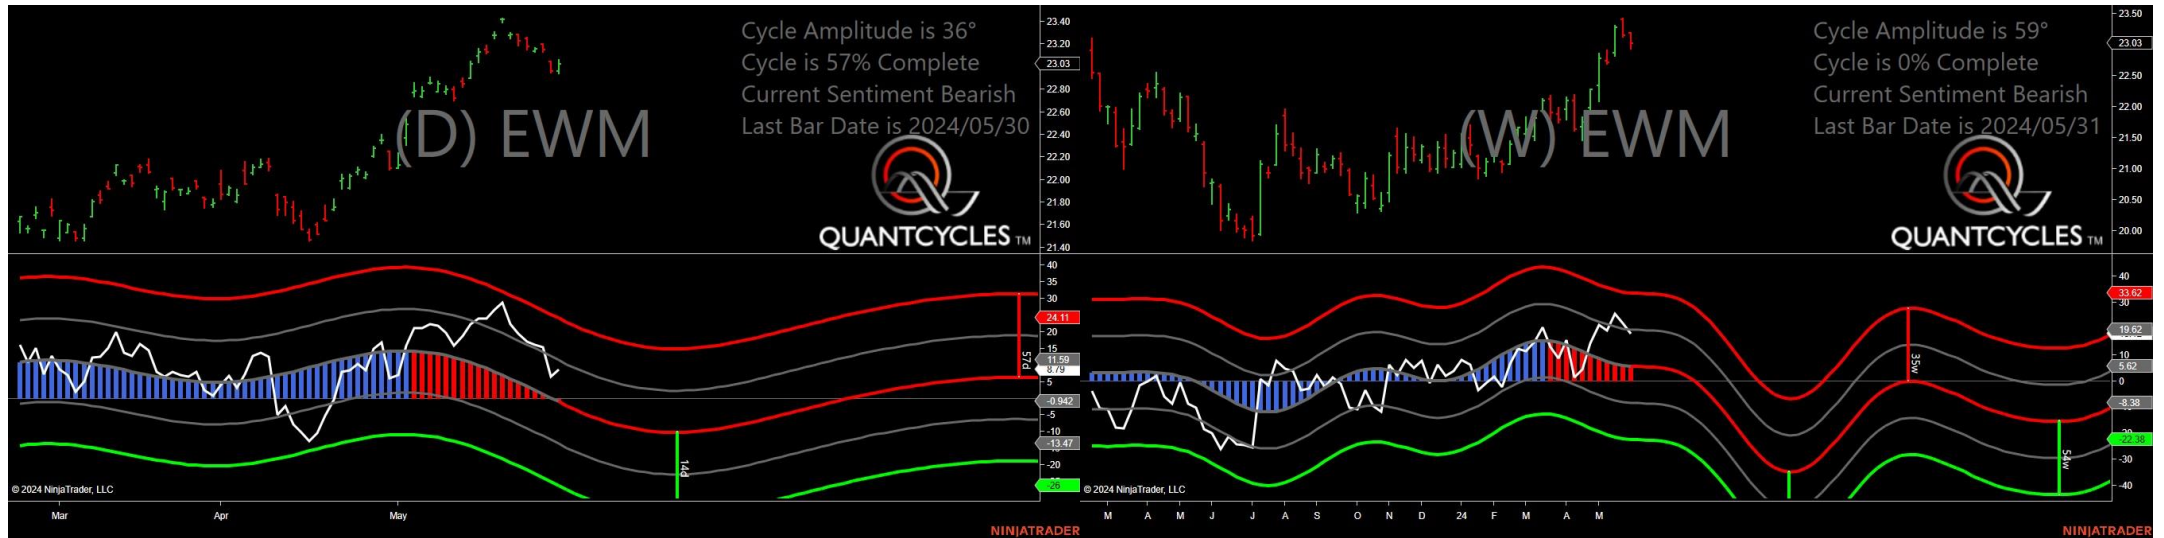 Cycle Amplitude is 36°
Cycle is 57% Complete
Current Sentiment Bearish
Last Bar Date is 2024/05/30
(D) EWM
QUANTCYCLES TM
23.40
23.20
23.03
22.80
22.60
22.40
22.20
22.00
21.80
21.60
21.40
40
35
30
24.11
20
15
11.59
8.79
5
-0.942
-5
-10
-13.47
-20
-26
57d
14d
© 2024 NinjaTrader, LLC
Mar Apr May
NINJATRADER
Cycle Amplitude is 59°
Cycle is 0% Complete
Current Sentiment Bearish
Last Bar Date is 2024/05/31
(W) EWM
QUANTCYCLES TM
23.50
23.03
22.50
22.00
21.50
21.00
20.50
20.00
40
33.62
30
19.62
10
5.62
0
-8.38
-22.38
-30
-40
35w
54w
© 2024 NinjaTrader, LLC
M A M J J A S O N D 24 F M A M
NINJATRADER